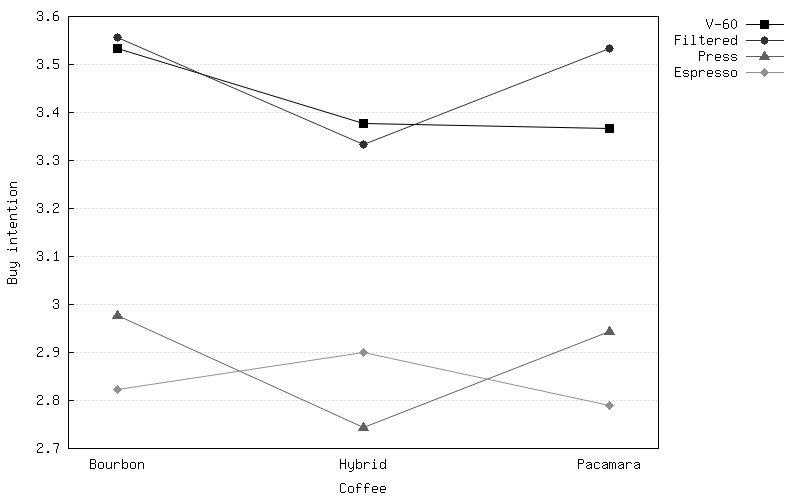 3.6
3.5
3.4
3.3
3.2
3.1
3
2.9
2.8
2.7
Buy intention
Bourbon
Hybrid
Pacamara
Coffee
V-60
Filtered
Press
Espresso